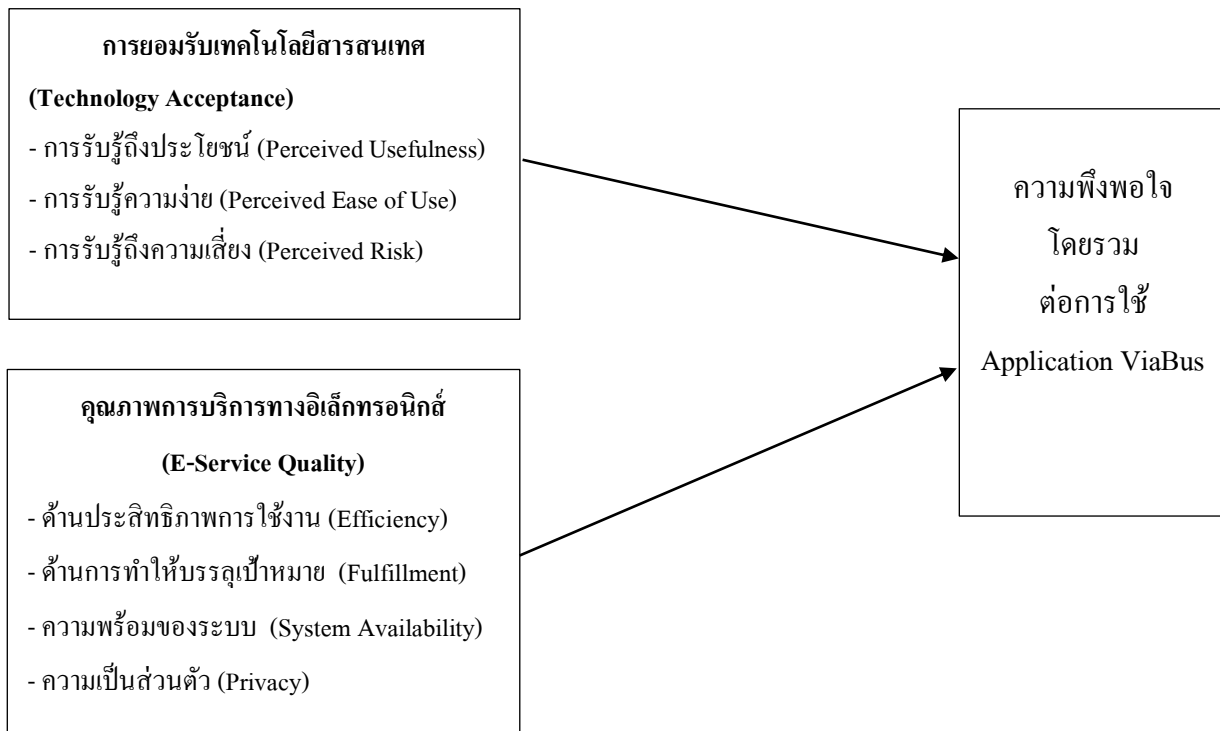 การยอมรับเทคโนโลยีสารสนเทศ
(Technology Acceptance)
- การรับรู้ถึงประโยชน์ (Perceived Usefulness)
- การรับรู้ความง่าย (Perceived Ease of Use)
- การรับรู้ถึงความเสี่ยง (Perceived Risk)
ความพึงพอใจ
โดยรวม
ต่อการใช้
Application ViaBus
คุณภาพการบริการทางอิเล็กทรอนิกส์
(E-Service Quality)
- ด้านประสิทธิภาพการใช้งาน (Efficiency)
- ด้านการทำให้บรรลุเป้าหมาย (Fulfillment)
- ความพร้อมของระบบ (System Availability)
- ความเป็นส่วนตัว (Privacy)